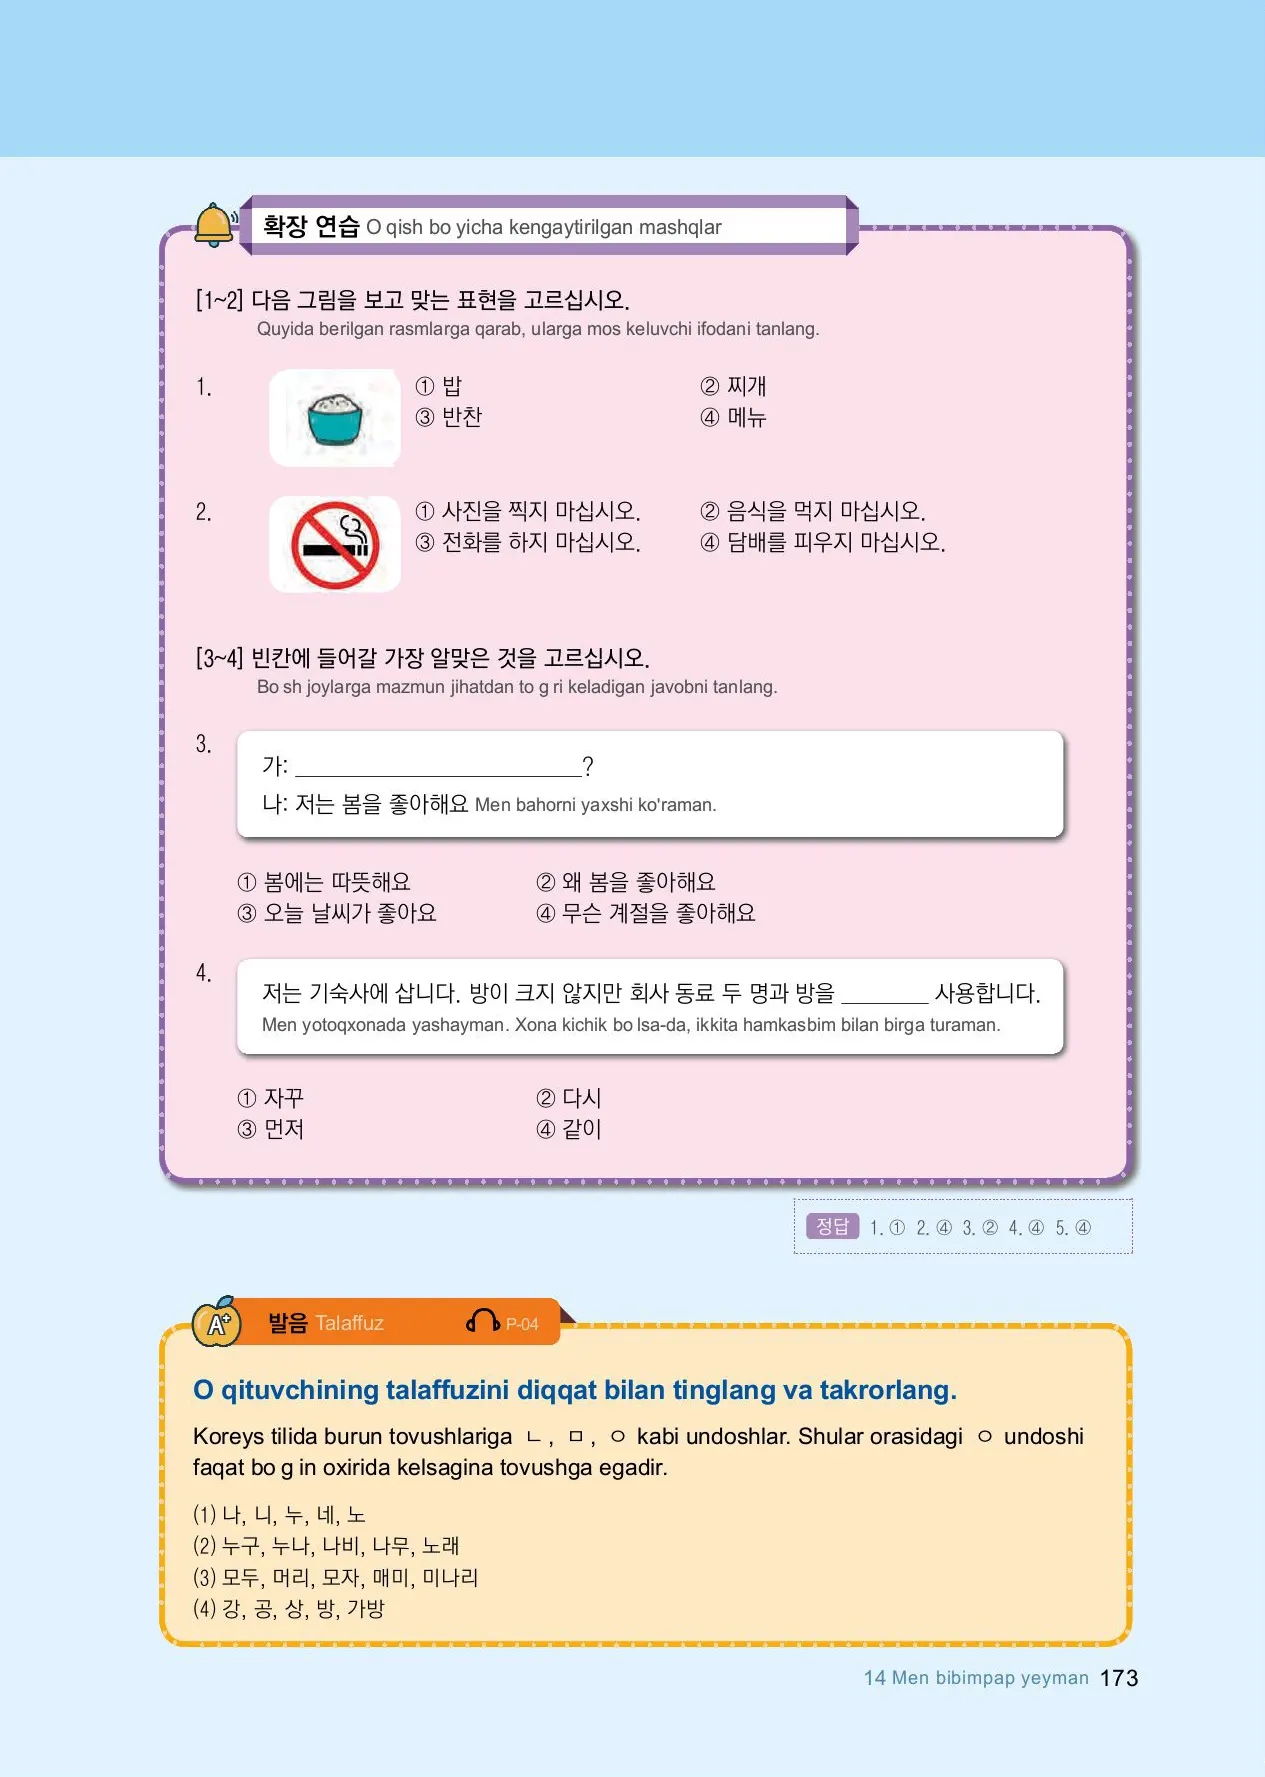 확장 연습 O qish bo yicha kengaytirilgan mashqlar
[1~2] 다음 그림을 보고 맞는 표현을 고르십시오.
Quyida berilgan rasmlarga qarab, ularga mos keluvchi ifodani tanlang.
1.
① 밥 ② 찌개
③ 반찬 ④ 메뉴
2.
① 사진을 찍지 마십시오. ② 음식을 먹지 마십시오.
③ 전화를 하지 마십시오. ④ 담배를 피우지 마십시오.
[3~4] 빈칸에 들어갈 가장 알맞은 것을 고르십시오.
Bo sh joylarga mazmun jihatdan to g ri keladigan javobni tanlang.
3.
가: __________________________?
나: 저는 봄을 좋아해요 Men bahorni yaxshi ko'raman.
① 봄에는 따뜻해요 ② 왜 봄을 좋아해요
③ 오늘 날씨가 좋아요 ④ 무슨 계절을 좋아해요
4.
저는 기숙사에 삽니다. 방이 크지 않지만 회사 동료 두 명과 방을 ________ 사용합니다.
Men yotoqxonada yashayman. Xona kichik bo lsa-da, ikkita hamkasbim bilan birga turaman.
① 자꾸 ② 다시
③ 먼저 ④ 같이
정답 1. ① 2. ④ 3. ② 4. ④ 5. ④
A+ 발음 Talaffuz P-04
O qituvchining talaffuzini diqqat bilan tinglang va takrorlang.
Koreys tilida burun tovushlariga ㄴ, ㅁ, ㅇ kabi undoshlar. Shular orasidagi ㅇ undoshi
faqat bo g in oxirida kelsagina tovushga egadir.
(1) 나, 니, 누, 네, 노
(2) 누구, 누나, 나비, 나무, 노래
(3) 모두, 머리, 모자, 매미, 미나리
(4) 강, 공, 상, 방, 가방
14 Men bibimpap yeyman 173